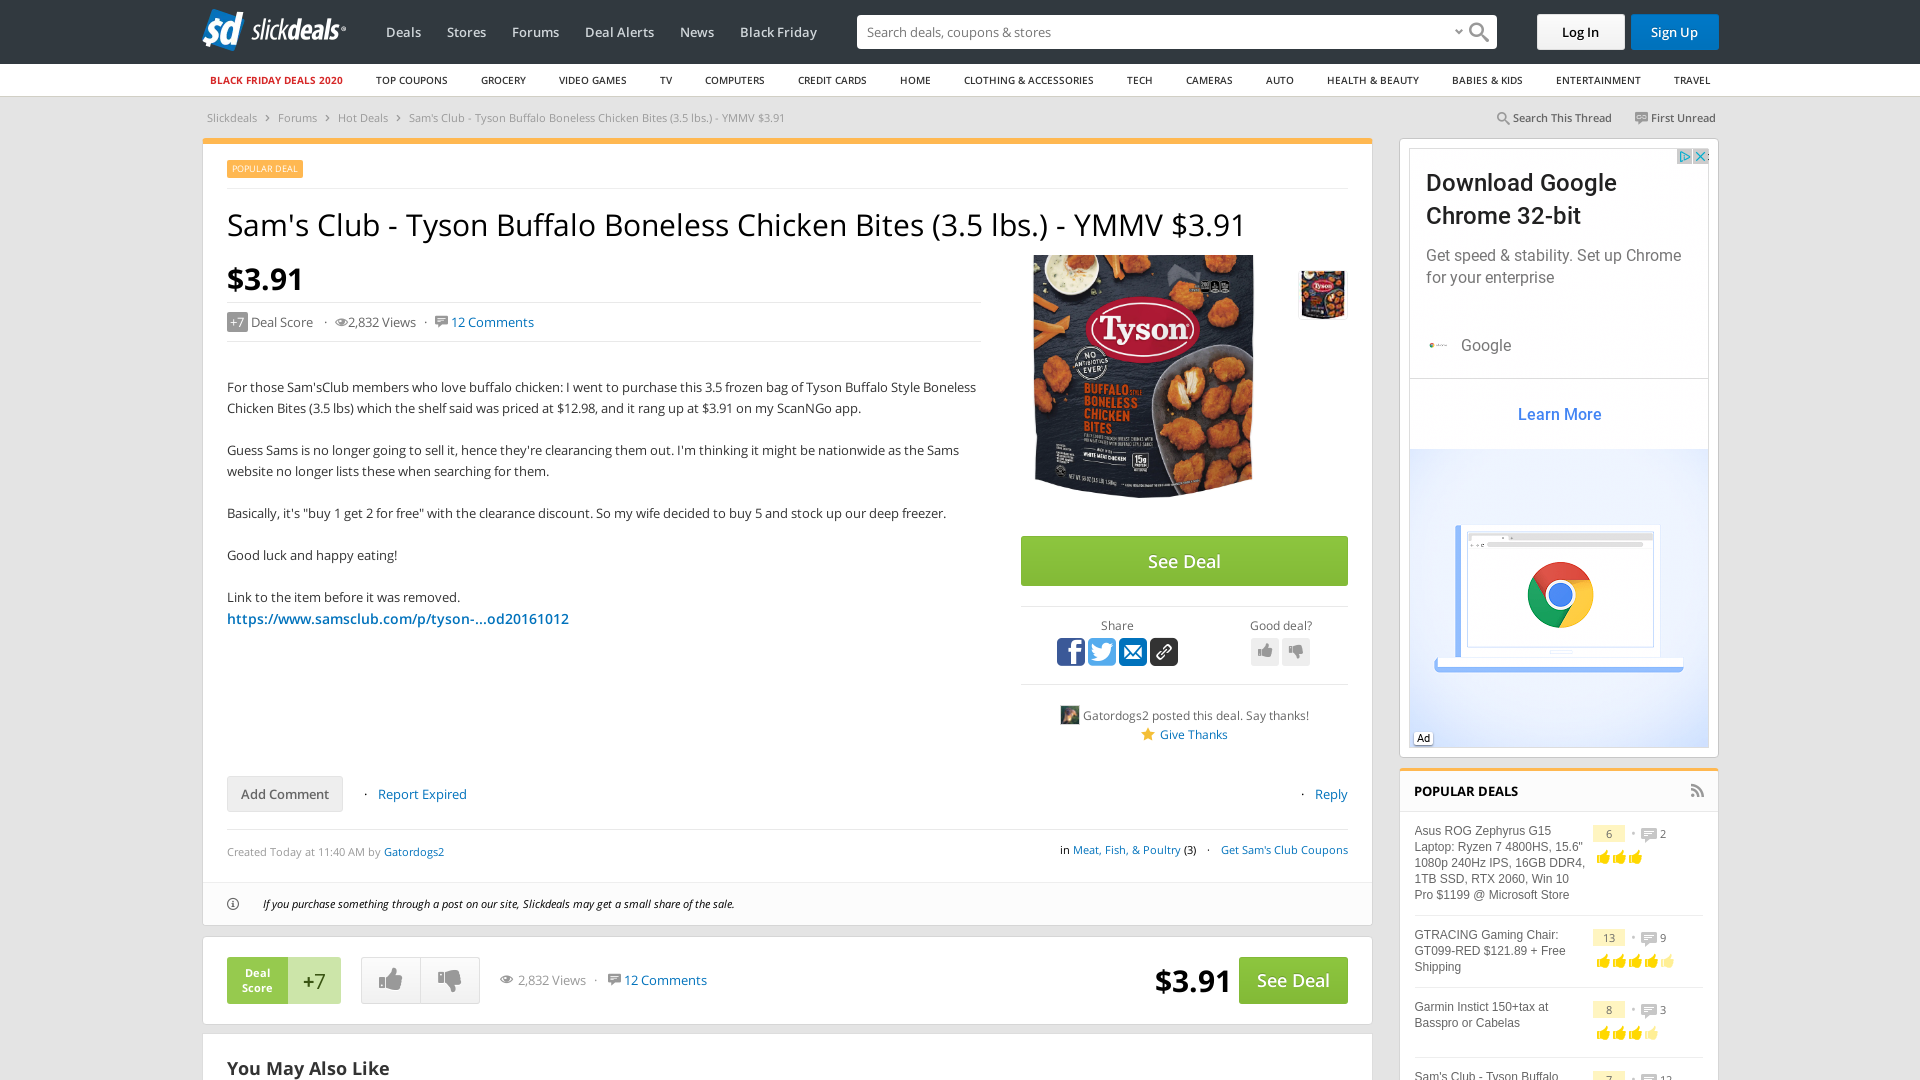 sd slickdeals
Deals Stores Forums Deal Alerts News Black Friday
Search deals, coupons & stores
Log In
Sign Up
BLACK FRIDAY DEALS 2020 TOP COUPONS GROCERY VIDEO GAMES TV COMPUTERS CREDIT CARDS HOME CLOTHING & ACCESSORIES TECH CAMERAS AUTO HEALTH & BEAUTY BABIES & KIDS ENTERTAINMENT TRAVEL
Slickdeals > Forums > Hot Deals > Sam's Club - Tyson Buffalo Boneless Chicken Bites (3.5 lbs.) - YMMV $3.91
Search This Thread First Unread
POPULAR DEAL
Sam's Club - Tyson Buffalo Boneless Chicken Bites (3.5 lbs.) - YMMV $3.91
$3.91
+7 Deal Score · 2,832 Views · 12 Comments
For those Sam'sClub members who love buffalo chicken: I went to purchase this 3.5 frozen bag of Tyson Buffalo Style Boneless
Chicken Bites (3.5 lbs) which the shelf said was priced at $12.98, and it rang up at $3.91 on my ScanNGo app.
Guess Sams is no longer going to sell it, hence they're clearancing them out. I'm thinking it might be nationwide as the Sams
website no longer lists these when searching for them.
Basically, it's "buy 1 get 2 for free" with the clearance discount. So my wife decided to buy 5 and stock up our deep freezer.
Good luck and happy eating!
Link to the item before it was removed.
https://www.samsclub.com/p/tyson-...od20161012
Tyson
NO
ANTIBIOTICS
EVER
BUFFALO STYLE
BONELESS
CHICKEN
BITES
WHITE MEAT CHICKEN
15g
Tyson
See Deal
Share
Good deal?
Gatordogs2 posted this deal. Say thanks!
Give Thanks
Add Comment · Report Expired
· Reply
Created Today at 11:40 AM by Gatordogs2
in Meat, Fish, & Poultry (3) · Get Sam's Club Coupons
If you purchase something through a post on our site, Slickdeals may get a small share of the sale.
Deal
Score
+7
2,832 Views · 12 Comments
$3.91
See Deal
You May Also Like
Download Google
Chrome 32-bit
Get speed & stability. Set up Chrome
for your enterprise
Google
Learn More
Ad
POPULAR DEALS
Asus ROG Zephyrus G15
Laptop: Ryzen 7 4800HS, 15.6"
1080p 240Hz IPS, 16GB DDR4,
1TB SSD, RTX 2060, Win 10
Pro $1199 @ Microsoft Store
6 • 2
GTRACING Gaming Chair:
GT099-RED $121.89 + Free
Shipping
13 • 9
Garmin Instict 150+tax at
Basspro or Cabelas
8 • 3
Sam's Club - Tyson Buffalo
7 • 12